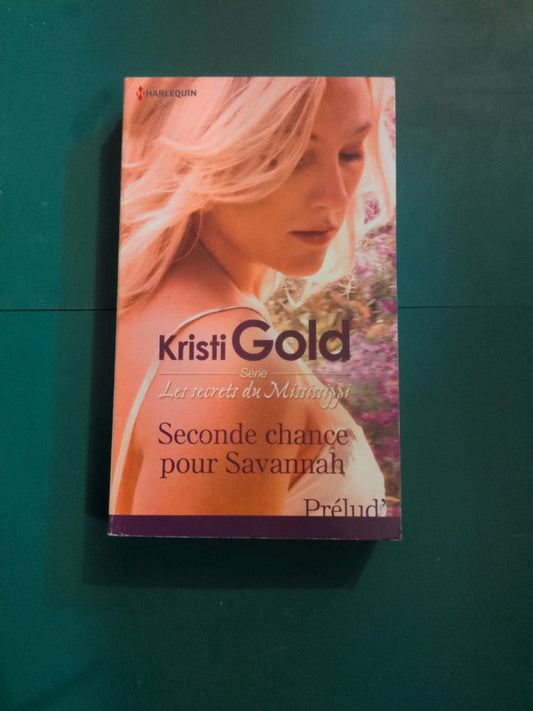 HARLEQUIN
Kristi Gold
Série
Les secrets du Mississippi
Seconde chance
pour Savannah
Prélud'